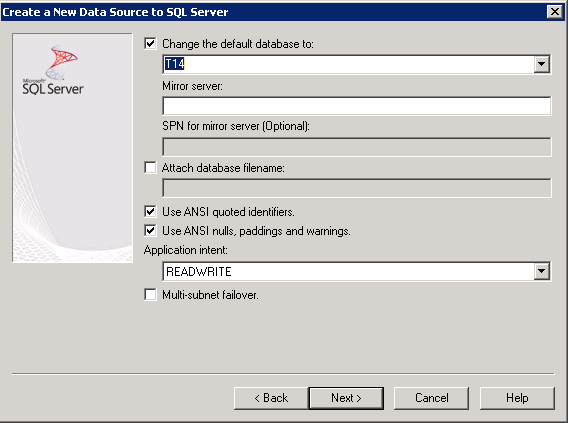 Create a New Data Source to SQL Server
Microsoft
SQL Server
Change the default database to:
T14
Mirror server:
SPN for mirror server (Optional):
Attach database filename:
Use ANSI quoted identifiers.
Use ANSI nulls, paddings and warnings.
Application intent:
READWRITE
Multi-subnet failover.
< Back
Next >
Cancel
Help